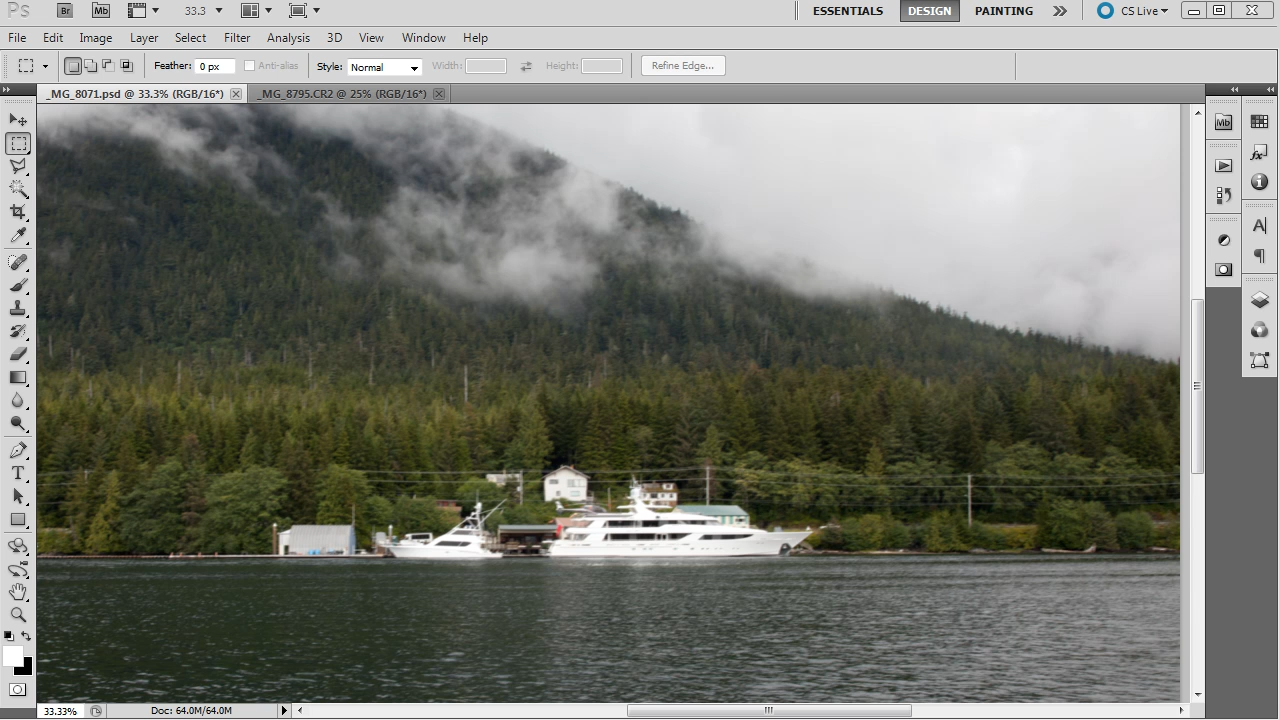 Ps Br Mb 33.3 ESSENTIALS DESIGN PAINTING CS Live
File Edit Image Layer Select Filter Analysis 3D View Window Help
Feather: 0 px Anti-alias Style: Normal Width: Height: Refine Edge...
_MG_8071.psd @ 33.3% (RGB/16*) _MG_8795.CR2 @ 25% (RGB/16*)
Mb
fx
A
T
33.33% Doc: 64.0M/64.0M